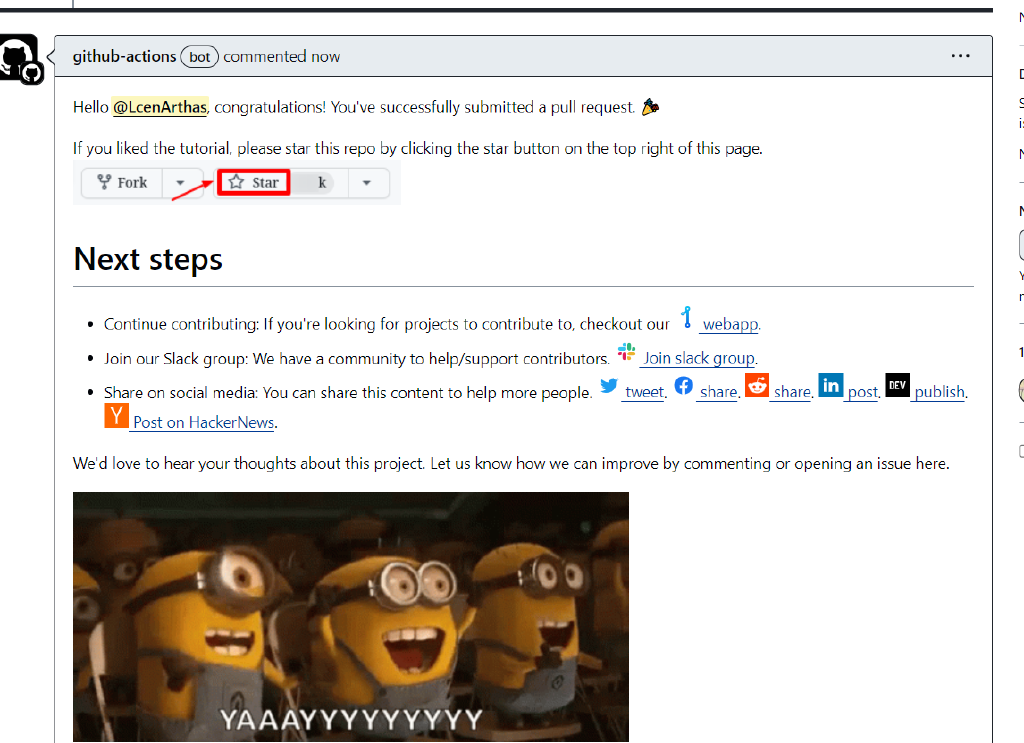 github-actions bot commented now
Hello @LcenArthas, congratulations! You've successfully submitted a pull request.
If you liked the tutorial, please star this repo by clicking the star button on the top right of this page.
Fork Star k
Next steps
Continue contributing: If you're looking for projects to contribute to, checkout our webapp.
Join our Slack group: We have a community to help/support contributors. Join slack group.
Share on social media: You can share this content to help more people. tweet. share. share. in post. DEV publish.
Y Post on HackerNews.
We'd love to hear your thoughts about this project. Let us know how we can improve by commenting or opening an issue here.
YAAAYYYYYYYYY